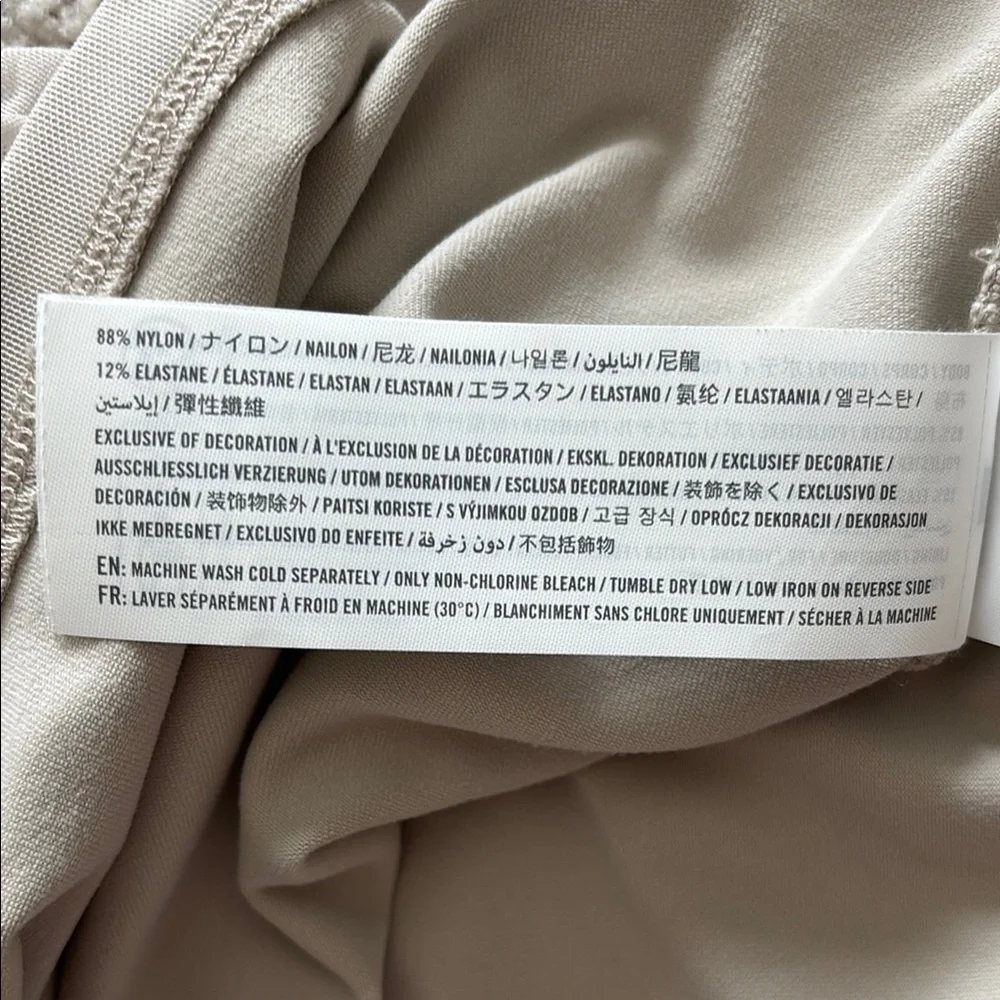 88% NYLON / ナイロン / NAILON / 尼龙 / NAILONIA / 나일론 / النايلون / 尼龍
12% ELASTANE / ÉLASTANE / ELASTAN / ELASTAAN / エラスタン / ELASTANO / 氨纶 / ELASTAANIA / 엘라스탄 /
إيلاستين / 彈性纖維
EXCLUSIVE OF DECORATION / À L'EXCLUSION DE LA DÉCORATION / EKSKL. DEKORATION / EXCLUSIEF DECORATIE /
AUSSCHLIESSLICH VERZIERUNG / UTOM DEKORATIONEN / ESCLUSA DECORAZIONE / 装飾を除く / EXCLUSIVO DE
DECORACIÓN / 装饰物除外 / PAITSI KORISTE / S VÝJIMKOU OZDOB / 고급 장식 / OPRÓCZ DEKORACJI / DEKORASJON
IKKE MEDREGNET / EXCLUSIVO DO ENFEITE / دون زخرفة / 不包括飾物
EN: MACHINE WASH COLD SEPARATELY / ONLY NON-CHLORINE BLEACH / TUMBLE DRY LOW / LOW IRON ON REVERSE SIDE
FR: LAVER SÉPARÉMENT À FROID EN MACHINE (30°C) / BLANCHIMENT SANS CHLORE UNIQUEMENT / SÉCHER À LA MACHINE